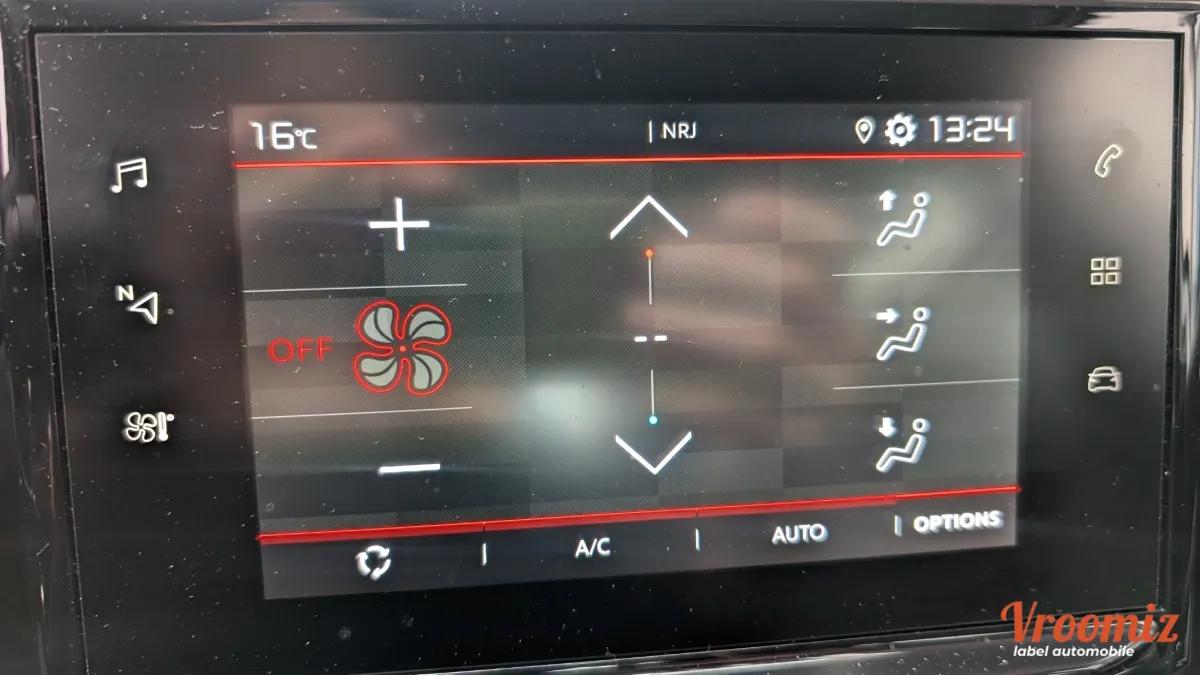 16°C
| NRJ
13:24
N
OFF
--
A/C
AUTO
OPTIONS
Vroomiz
label automobile